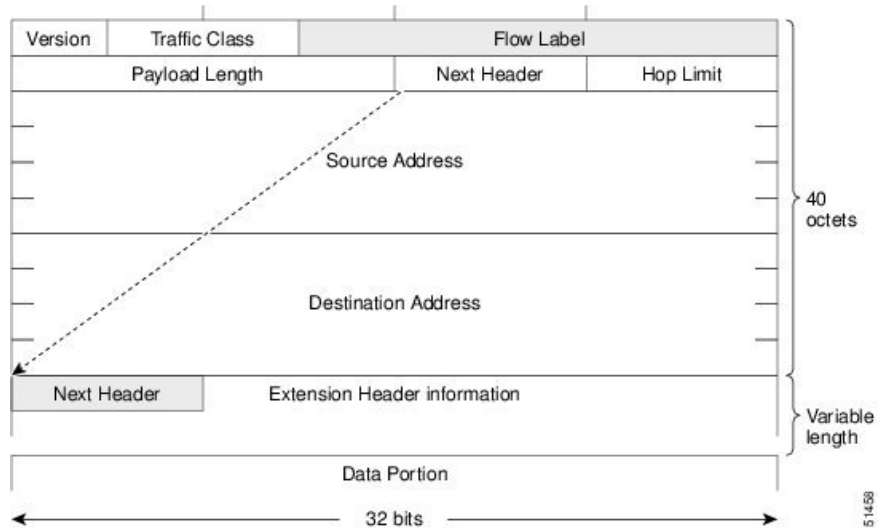 Version Traffic Class Flow Label
Payload Length Next Header Hop Limit
Source Address
40
octets
Destination Address
Next Header Extension Header information
Variable
length
Data Portion
32 bits
51458